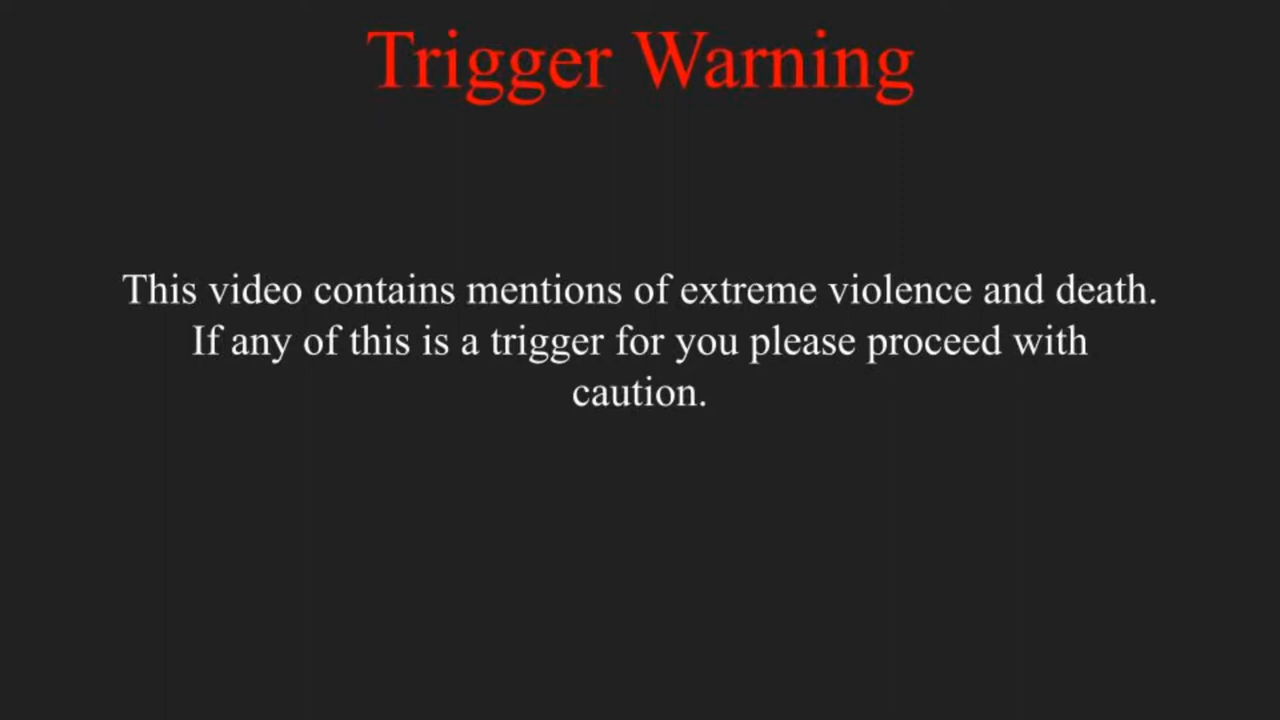 Trigger Warning
This video contains mentions of extreme violence and death.
If any of this is a trigger for you please proceed with
caution.